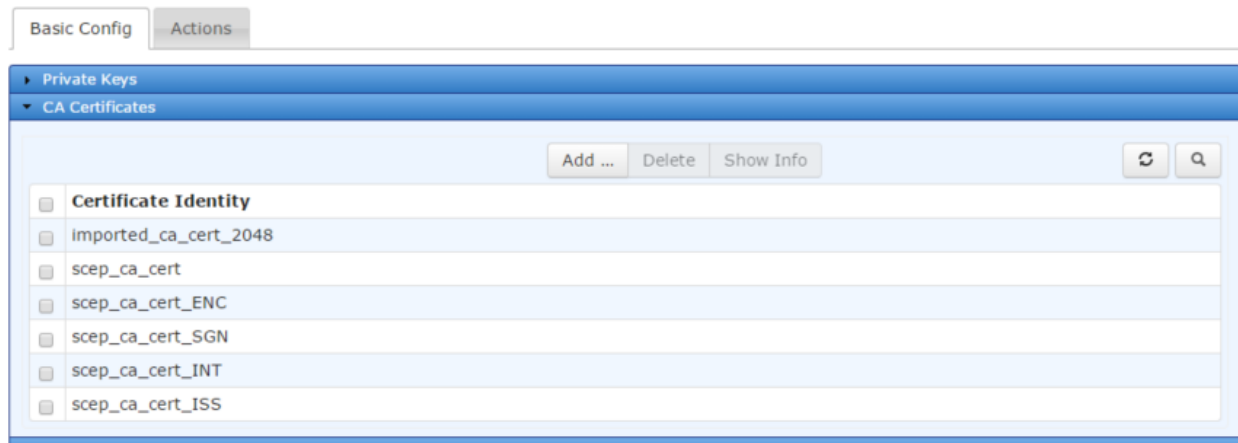 Basic Config Actions
Private Keys
CA Certificates
Add ... Delete Show Info
Certificate Identity
imported_ca_cert_2048
scep_ca_cert
scep_ca_cert_ENC
scep_ca_cert_SGN
scep_ca_cert_INT
scep_ca_cert_ISS